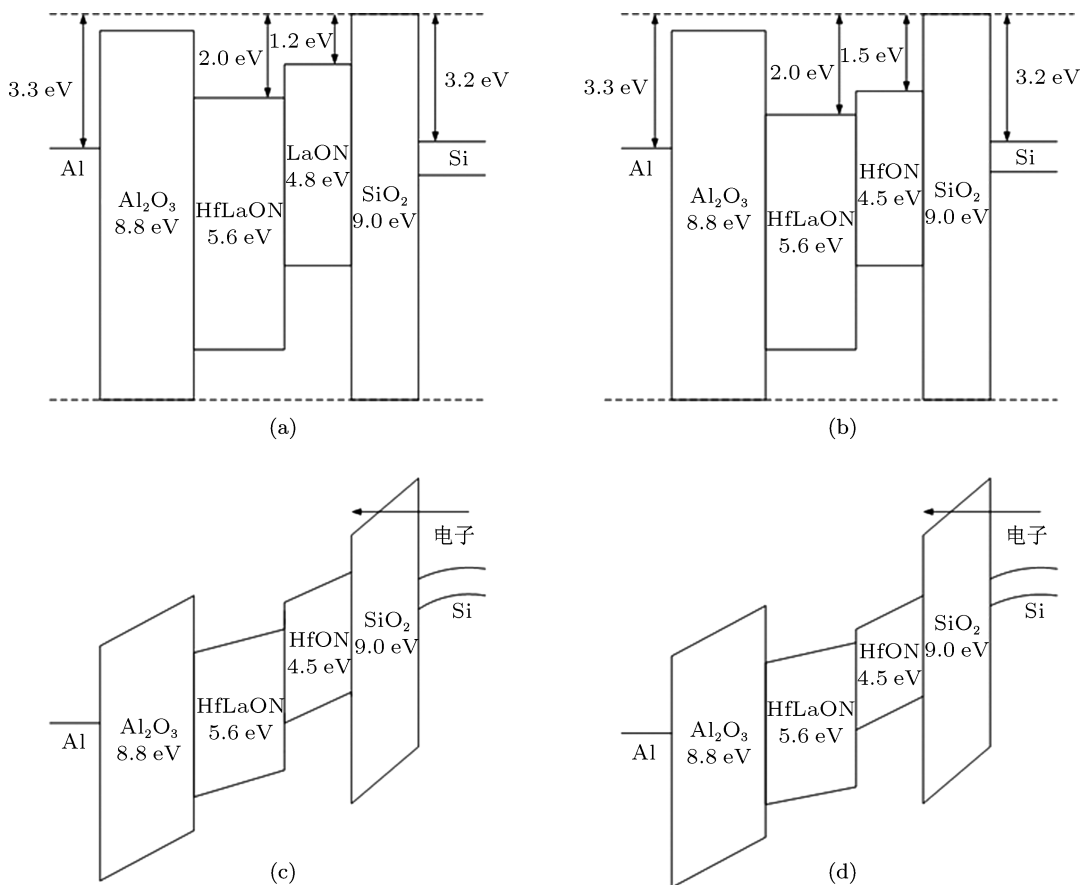 1.2 eV
2.0 eV
3.3 eV
3.2 eV
Al
Al₂O₃
8.8 eV
HfLaON
5.6 eV
LaON
4.8 eV
SiO₂
9.0 eV
Si
(a)
1.5 eV
2.0 eV
3.3 eV
3.2 eV
Al
Al₂O₃
8.8 eV
HfLaON
5.6 eV
HfON
4.5 eV
SiO₂
9.0 eV
Si
(b)
电子
Si
SiO₂
9.0 eV
HfON
4.5 eV
HfLaON
5.6 eV
Al₂O₃
8.8 eV
Al
(c)
电子
Si
SiO₂
9.0 eV
HfON
4.5 eV
HfLaON
5.6 eV
Al₂O₃
8.8 eV
Al
(d)